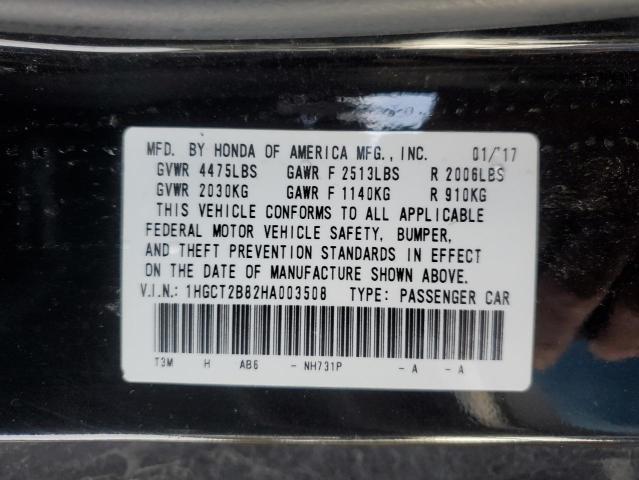 MFD. BY HONDA OF AMERICA MFG., INC. 01/'17
GVWR 4475LBS GAWR F 2513LBS R 2006LBS
GVWR 2030KG GAWR F 1140KG R 910KG
THIS VEHICLE CONFORMS TO ALL APPLICABLE
FEDERAL MOTOR VEHICLE SAFETY, BUMPER,
AND THEFT PREVENTION STANDARDS IN EFFECT
ON THE DATE OF MANUFACTURE SHOWN ABOVE.
V.I.N.: 1HGCT2B82HA003508 TYPE: PASSENGER CAR
T3M H AB6 - NH731P - A - A